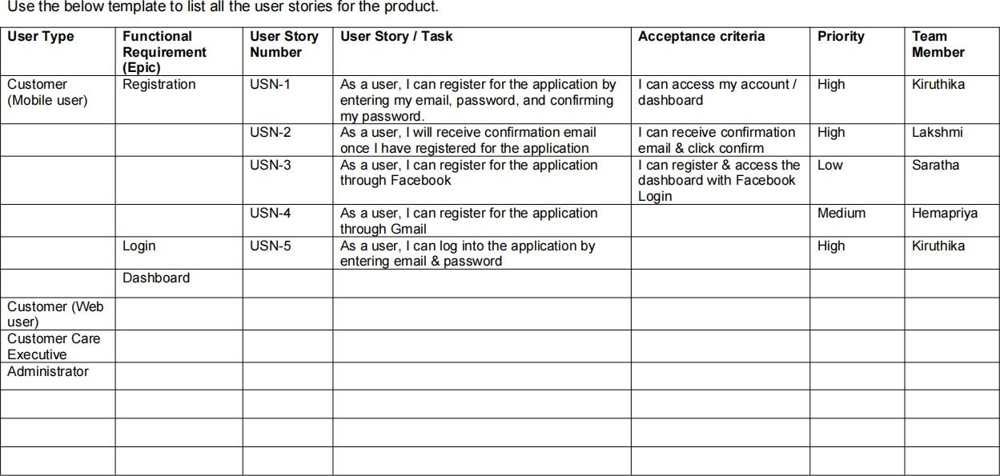 Use the below template to list all the user stories for the product.
User Type
Functional
Requirement
(Epic)
User Story
Number
User Story / Task
Acceptance criteria
Priority
Team
Member
Customer
(Mobile user)
Registration
USN-1
As a user, I can register for the application by
entering my email, password, and confirming
my password.
I can access my account /
dashboard
High
Kiruthika
USN-2
As a user, I will receive confirmation email
once I have registered for the application
I can receive confirmation
email & click confirm
High
Lakshmi
USN-3
As a user, I can register for the application
through Facebook
I can register & access the
dashboard with Facebook
Login
Low
Saratha
USN-4
As a user, I can register for the application
through Gmail
Medium
Hemapriya
Login
USN-5
As a user, I can log into the application by
entering email & password
High
Kiruthika
Dashboard
Customer (Web
user)
Customer Care
Executive
Administrator